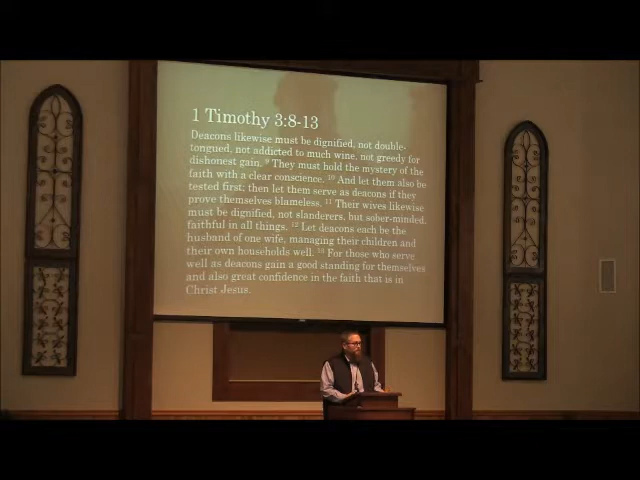 1 Timothy 3:8-13
Deacons likewise must be dignified, not double-
tongued, not addicted to much wine, not greedy for
dishonest gain. 9 They must hold the mystery of the
faith with a clear conscience. 10 And let them also be
tested first; then let them serve as deacons if they
prove themselves blameless. 11 Their wives likewise
must be dignified, not slanderers, but sober-minded,
faithful in all things. 12 Let deacons each be the
husband of one wife, managing their children and
their own households well. 13 For those who serve
well as deacons gain a good standing for themselves
and also great confidence in the faith that is in
Christ Jesus.